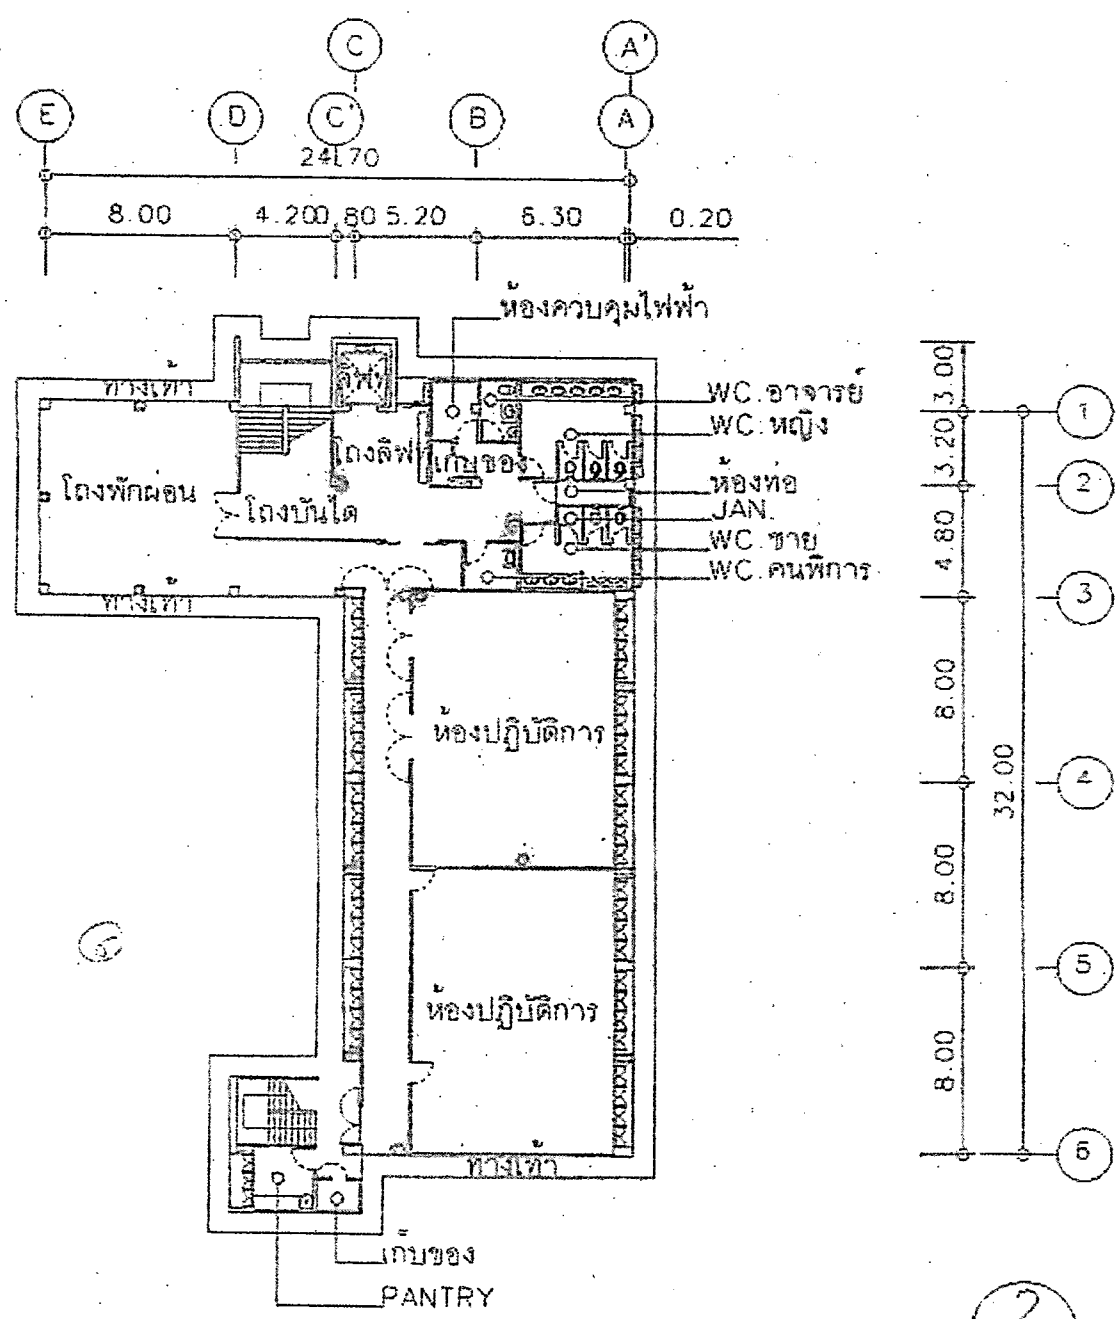 C A'
E D C' B A
24.70
8.00 4.20 0.80 5.20 6.30 0.20
ห้องควบคุมไฟฟ้า
ทางเท้า
ลิฟท์
WC.อาจารย์
WC.หญิง
โถงลิฟท์
เก็บของ
โถงพักผ่อน
โถงบันได
ห้องท่อ
JAN.
WC.ชาย
WC.คนพิการ
ทางเท้า
ห้องปฏิบัติการ
ห้องปฏิบัติการ
ทางเท้า
เก็บของ
PANTRY
3.00
3.20
4.80
8.00
8.00
8.00
32.00
1
2
3
4
5
6
2